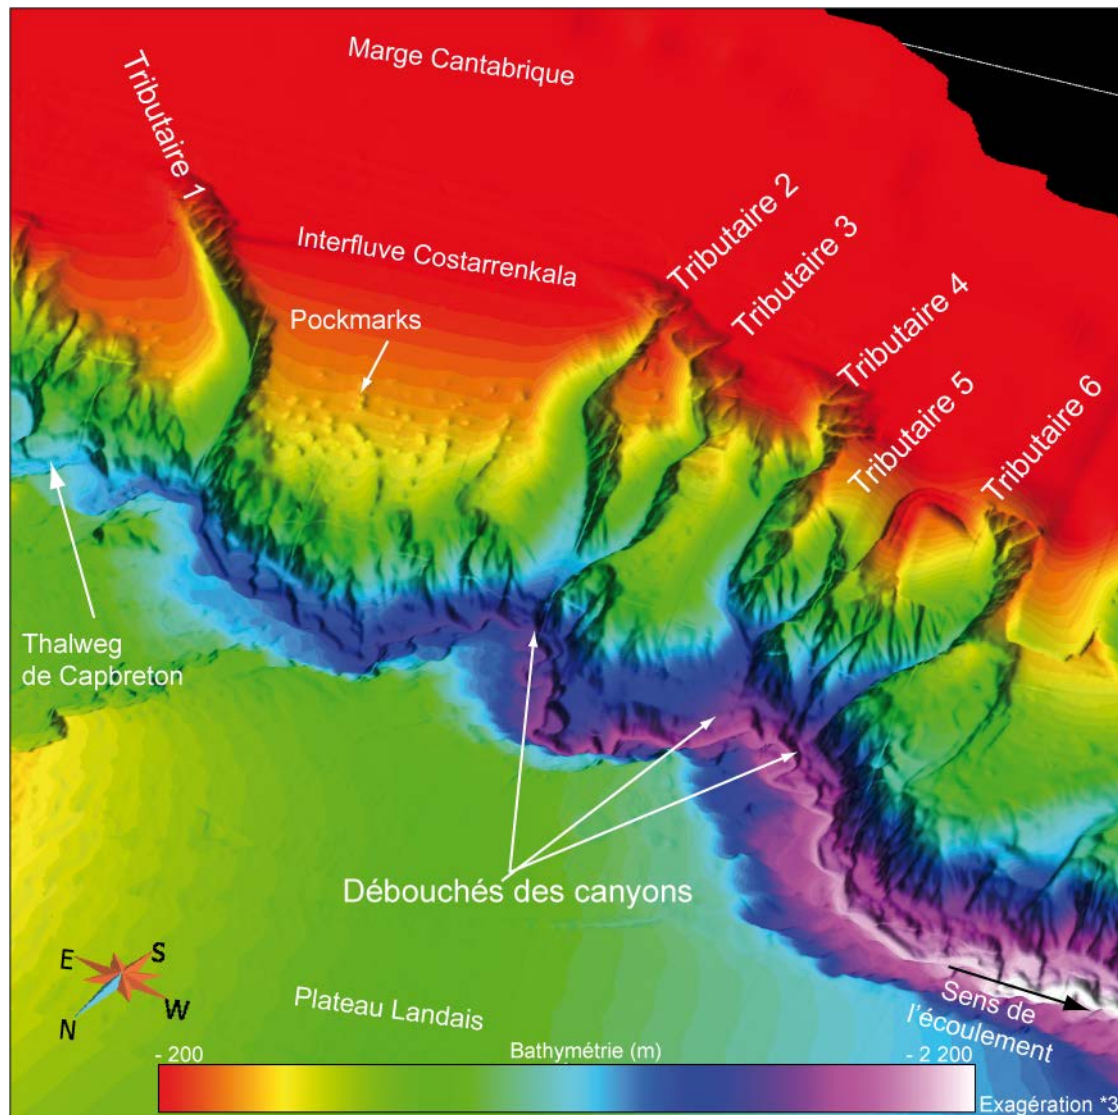 Marge Cantabrique
Tributaire 1
Interfluve Costarrenkala
Pockmarks
Tributaire 2
Tributaire 3
Tributaire 4
Tributaire 5
Tributaire 6
Thalweg
de Capbreton
Débouchés des canyons
E
S
N
W
Plateau Landais
Sens de
l'écoulement
- 200
Bathymétrie (m)
- 2 200
Exagération *3